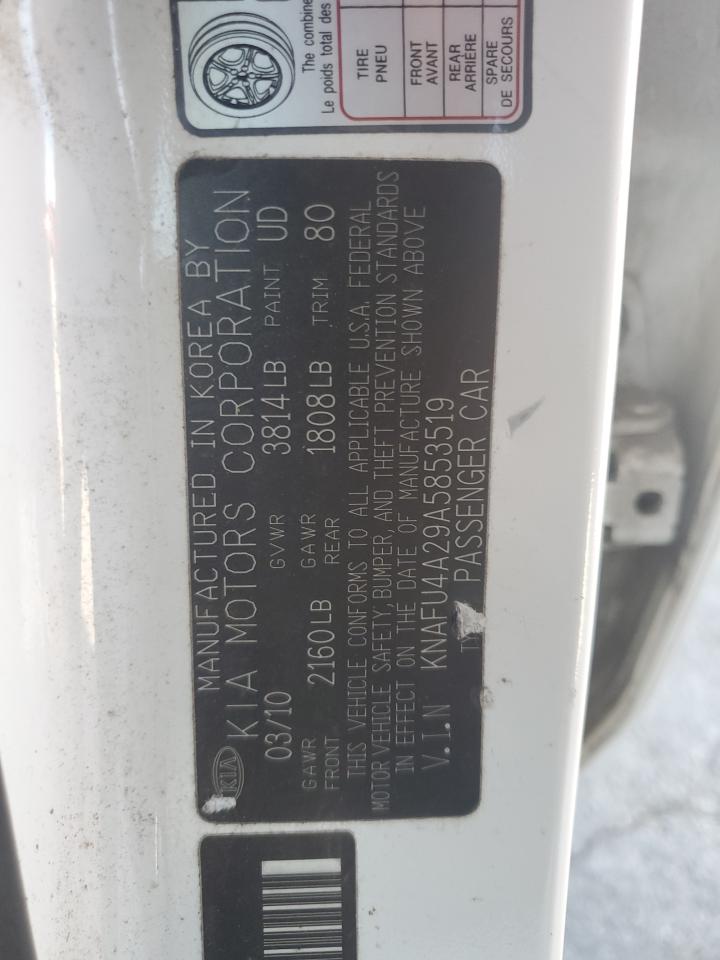 The combine
Le poids total des
TIRE
PNEU
FRONT
AVANT
REAR
ARRIÈRE
SPARE
DE SECOURS
MANUFACTURED IN KOREA BY
KIA KIA MOTORS CORPORATION
03/10 GVWR 3814LB PAINT UD
GAWR FRONT 2160LB GAWR REAR 1808LB TRIM 80
THIS VEHICLE CONFORMS TO ALL APPLICABLE U.S.A. FEDERAL
MOTOR VEHICLE SAFETY, BUMPER, AND THEFT PREVENTION STANDARDS
IN EFFECT ON THE DATE OF MANUFACTURE SHOWN ABOVE
V.I.N KNAFU4A29A5853519
PASSENGER CAR